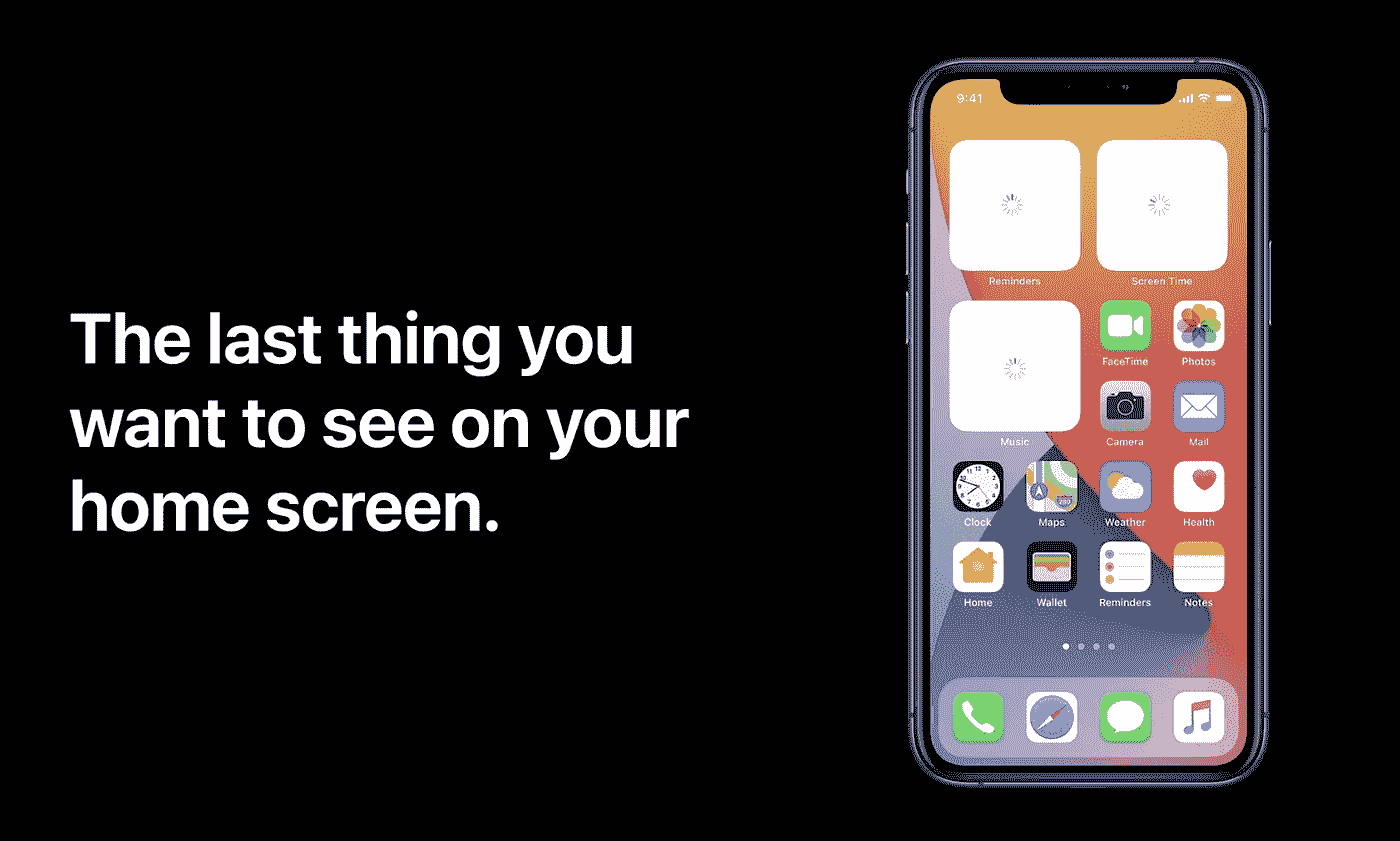 The last thing you
want to see on your
home screen.
9:41
Reminders
Screen Time
Music
FaceTime
Photos
Camera
Mail
Clock
Maps
Weather
Health
Home
Wallet
Reminders
Notes